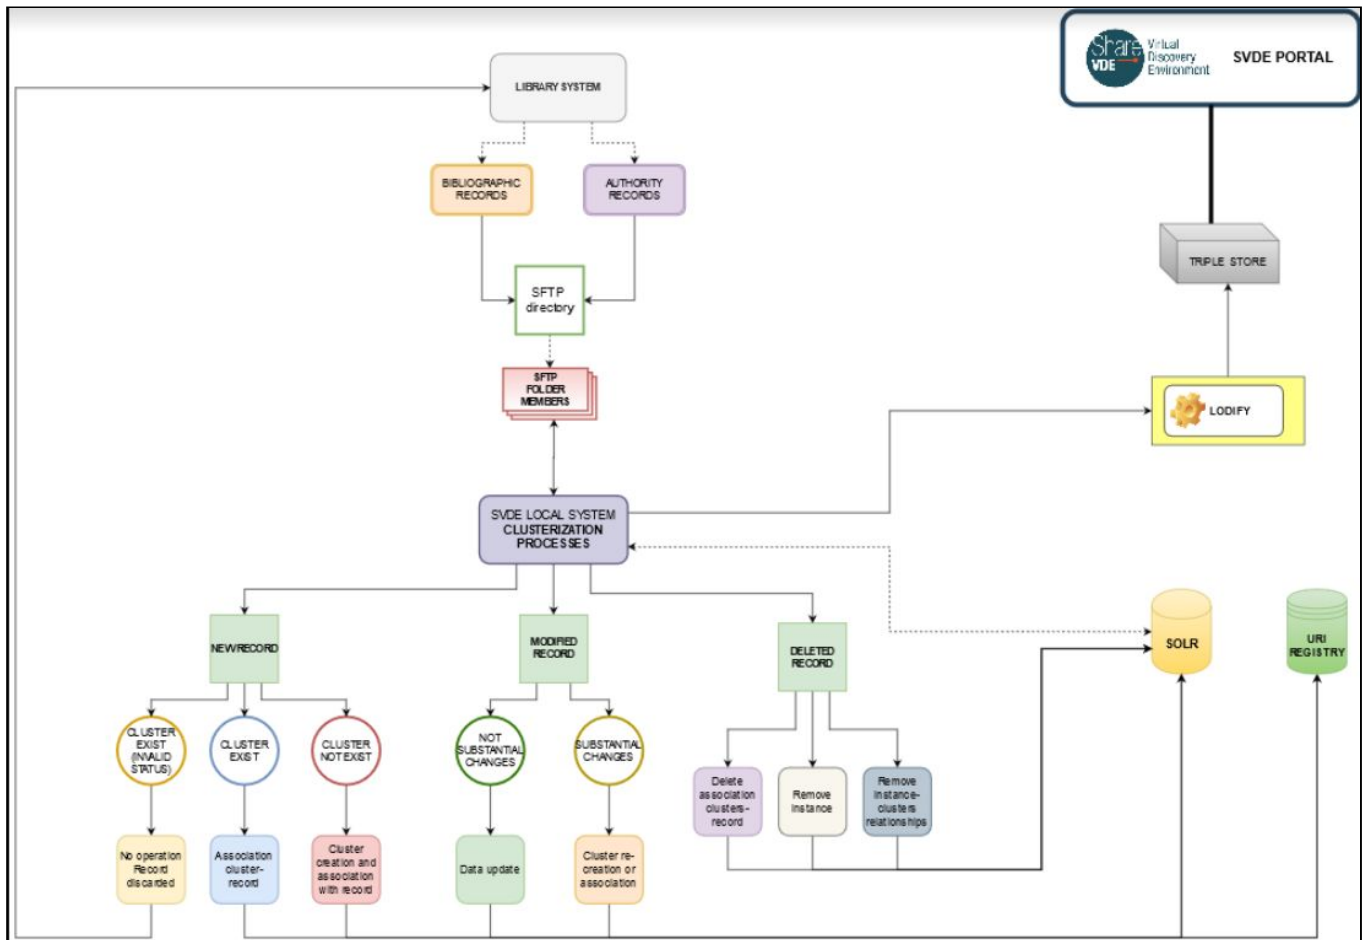 Share
VDE
Virtual
Discovery
Environment
SVDE PORTAL
LIBRARY SYSTEM
BIBLIOGRAPHIC
RECORDS
AUTHORITY
RECORDS
TRIPLE STORE
SFTP
directory
SFTP
FOLDER
MEMBERS
LODIFY
SVDE LOCAL SYSTEM
CLUSTERIZATION
PROCESSES
NEW RECORD
MODIFIED
RECORD
DELETED
RECORD
SOLR
URI
REGISTRY
CLUSTER
EXIST
(INVALID
STATUS)
CLUSTER
EXIST
CLUSTER
NOT EXIST
NOT
SUBSTANTIAL
CHANGES
SUBSTANTIAL
CHANGES
Delete
association
clusters-
record
Remove
instance
Remove
instance-
clusters
relationships
No operation
Record
discarded
Association
cluster-
record
Cluster
creation and
association
with record
Data update
Cluster re-
creation or
association